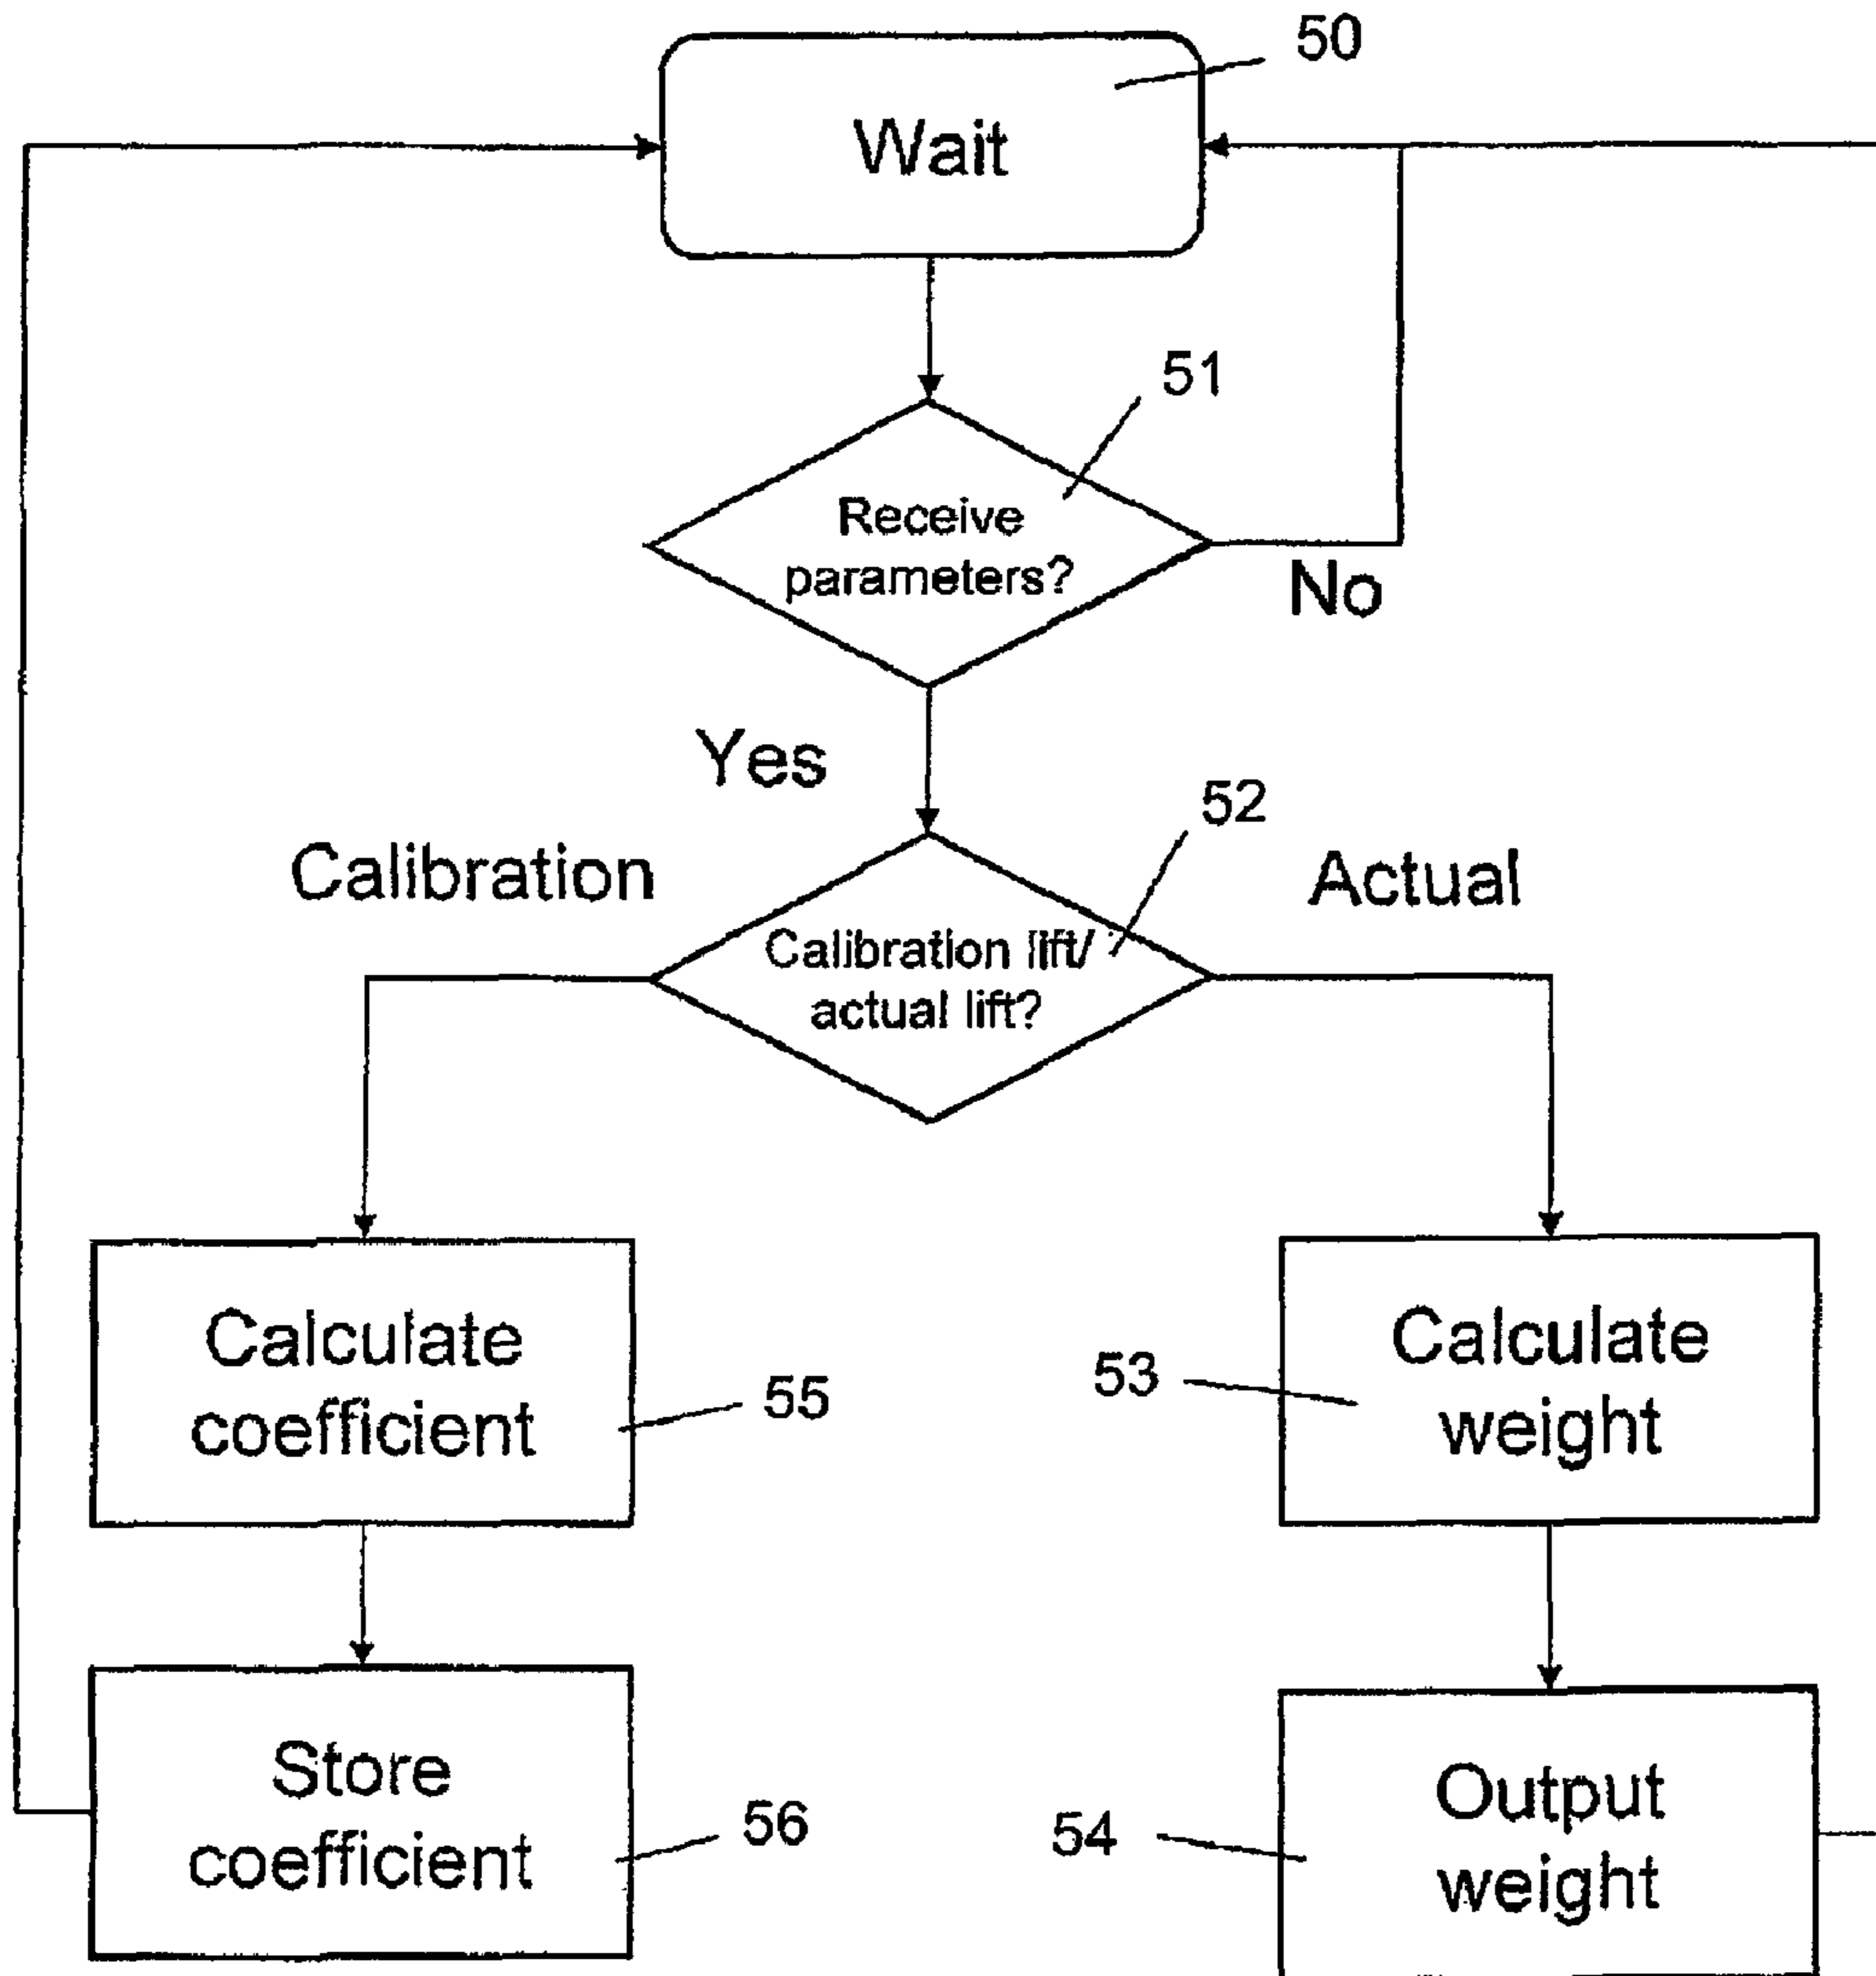 50
Wait
51
Receive
parameters?
No
Yes
52
Calibration
Actual
Calibration lift/
actual lift?
Calculate
coefficient
55
53
Calculate
weight
Store
coefficient
56
54
Output
weight